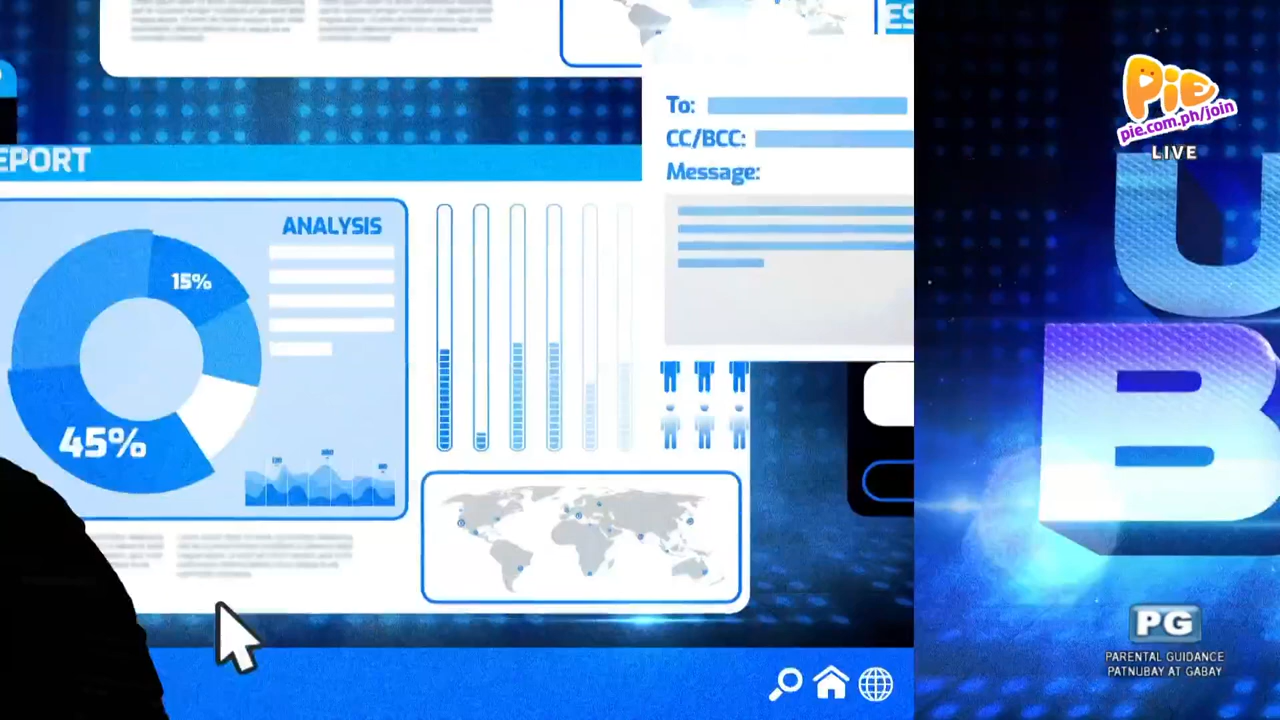 ES
To:
CC/BCC:
Message:
EPORT
ANALYSIS
15%
45%
Pie
pie.com.ph/join
LIVE
U
B
PG
PARENTAL GUIDANCE
PATNUBAY AT GABAY